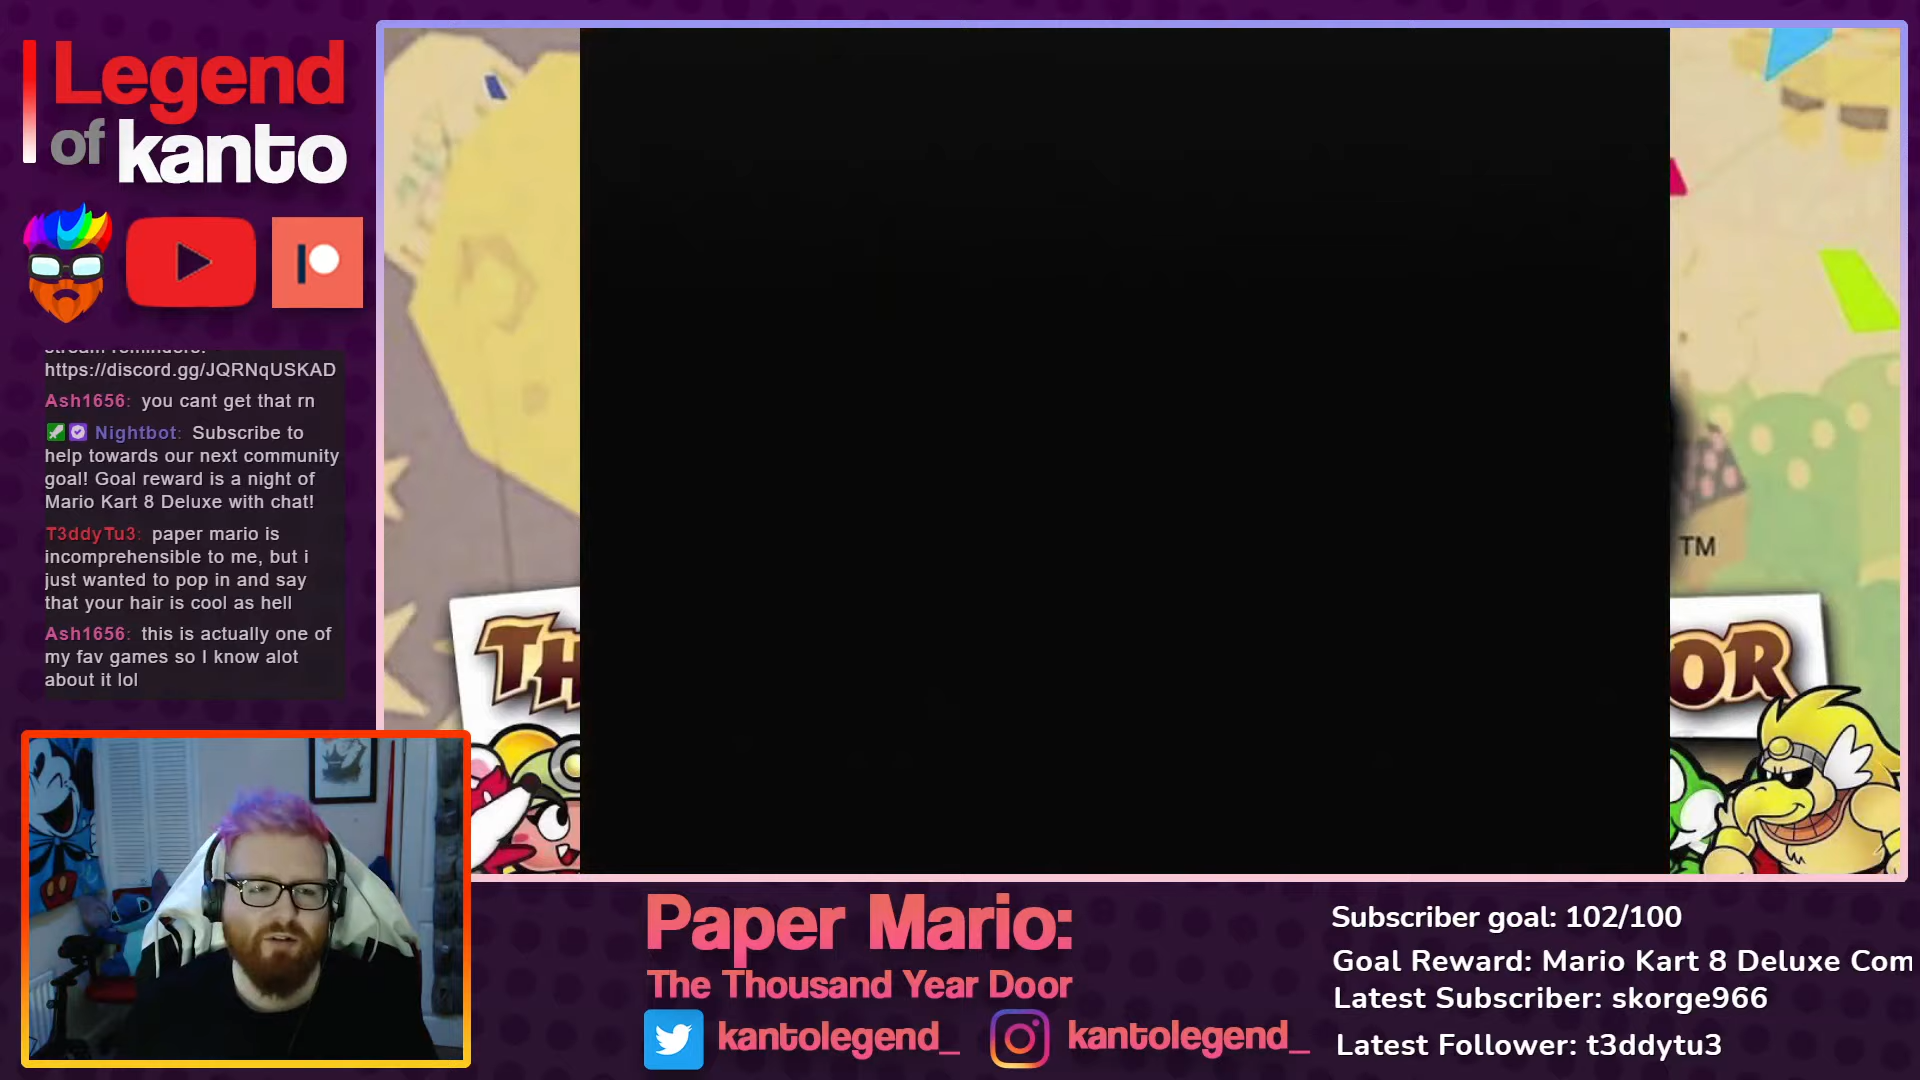 Legend
of kanto
stream reminders:
https://discord.gg/JQRNqUSKAD
Ash1656: you cant get that rn
Nightbot: Subscribe to
help towards our next community
goal! Goal reward is a night of
Mario Kart 8 Deluxe with chat!
T3ddyTu3: paper mario is
incomprehensible to me, but i
just wanted to pop in and say
that your hair is cool as hell
Ash1656: this is actually one of
my fav games so I know alot
about it lol
TM
TH
OR
Paper Mario:
The Thousand Year Door
kantolegend_ kantolegend_
Subscriber goal: 102/100
Goal Reward: Mario Kart 8 Deluxe Com
Latest Subscriber: skorge966
Latest Follower: t3ddytu3